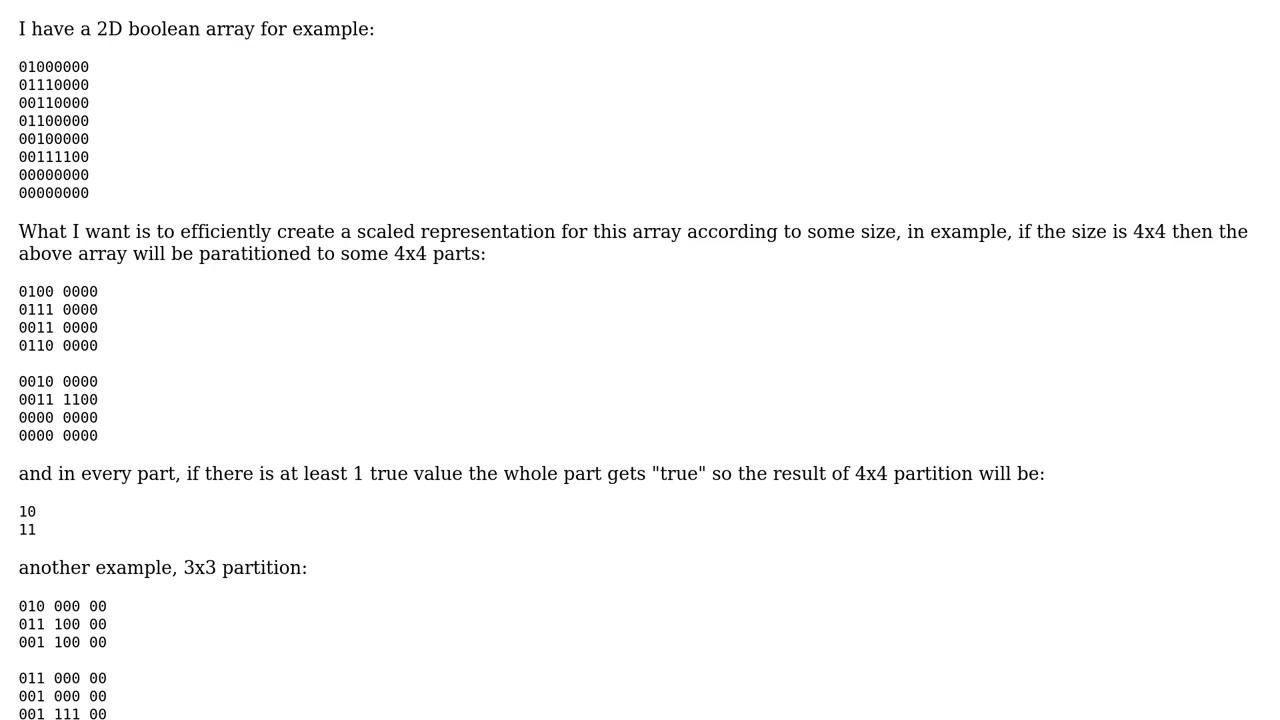 I have a 2D boolean array for example:
01000000
01110000
00110000
01100000
00100000
00111100
00000000
00000000
What I want is to efficiently create a scaled representation for this array according to some size, in example, if the size is 4x4 then the
above array will be paratitioned to some 4x4 parts:
0100 0000
0111 0000
0011 0000
0110 0000
0010 0000
0011 1100
0000 0000
0000 0000
and in every part, if there is at least 1 true value the whole part gets "true" so the result of 4x4 partition will be:
10
11
another example, 3x3 partition:
010 000 00
011 100 00
001 100 00
011 000 00
001 000 00
001 111 00